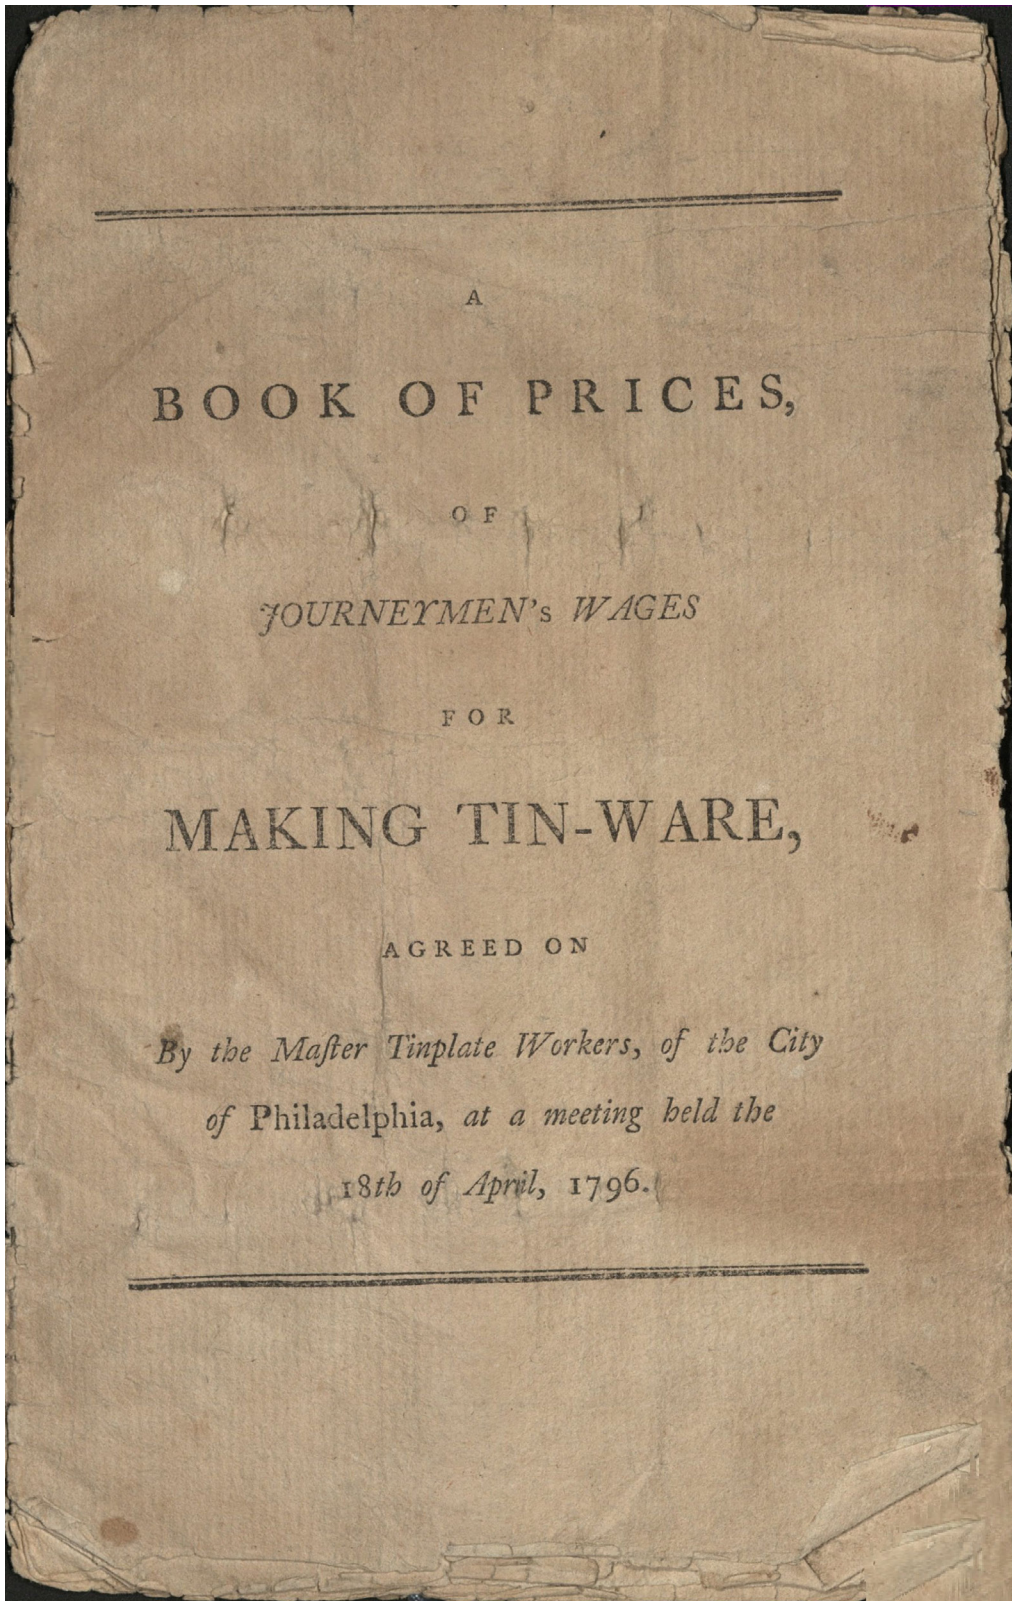 A
BOOK OF PRICES,
OF
JOURNEYMEN's WAGES
FOR
MAKING TIN-WARE,
AGREED ON
By the Maſter Tinplate Workers, of the City
of Philadelphia, at a meeting held the
18th of April, 1796.